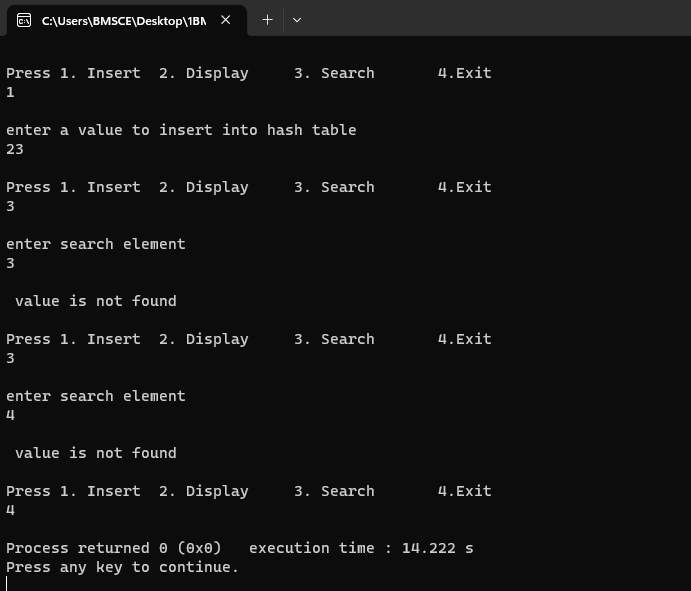 C:\Users\BMSCE\Desktop\1BM
Press 1. Insert  2. Display     3. Search       4.Exit
1
enter a value to insert into hash table
23
Press 1. Insert  2. Display     3. Search       4.Exit
3
enter search element
3
 value is not found
Press 1. Insert  2. Display     3. Search       4.Exit
3
enter search element
4
 value is not found
Press 1. Insert  2. Display     3. Search       4.Exit
4
Process returned 0 (0x0)   execution time : 14.222 s
Press any key to continue.